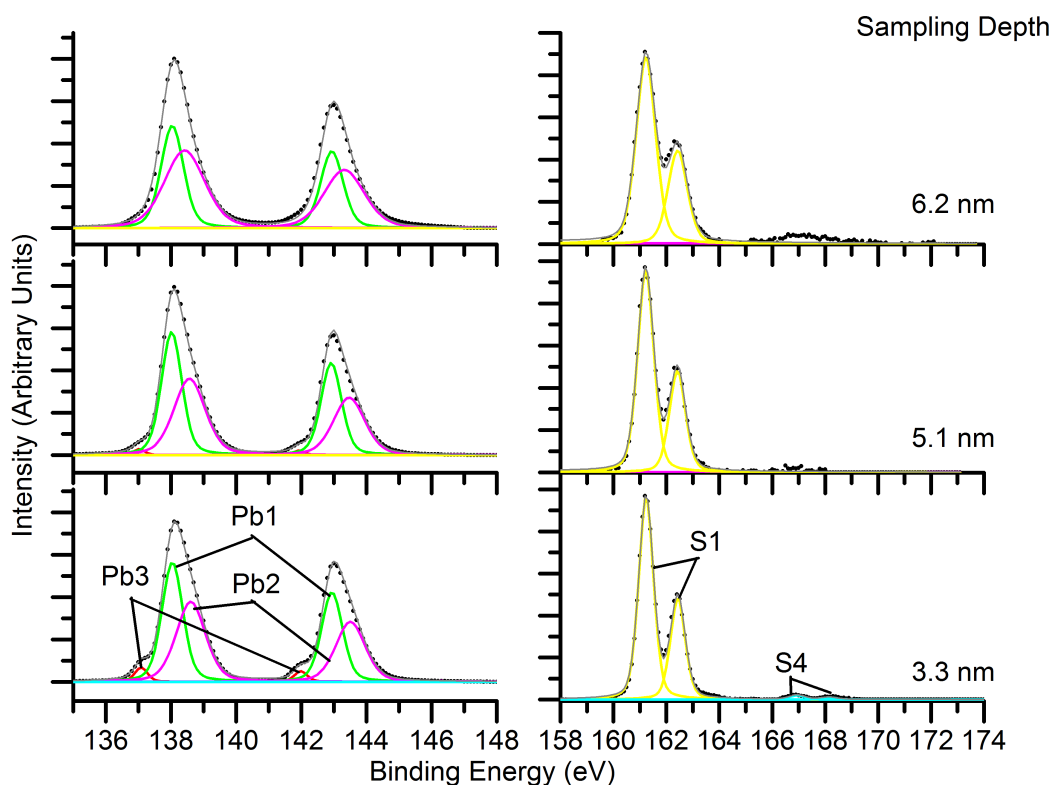 Sampling Depth
6.2 nm
5.1 nm
Pb1
Pb3
Pb2
S1
S4
3.3 nm
136 138 140 142 144 146 148
158 160 162 164 166 168 170 172 174
Binding Energy (eV)
Intensity (Arbitrary Units)